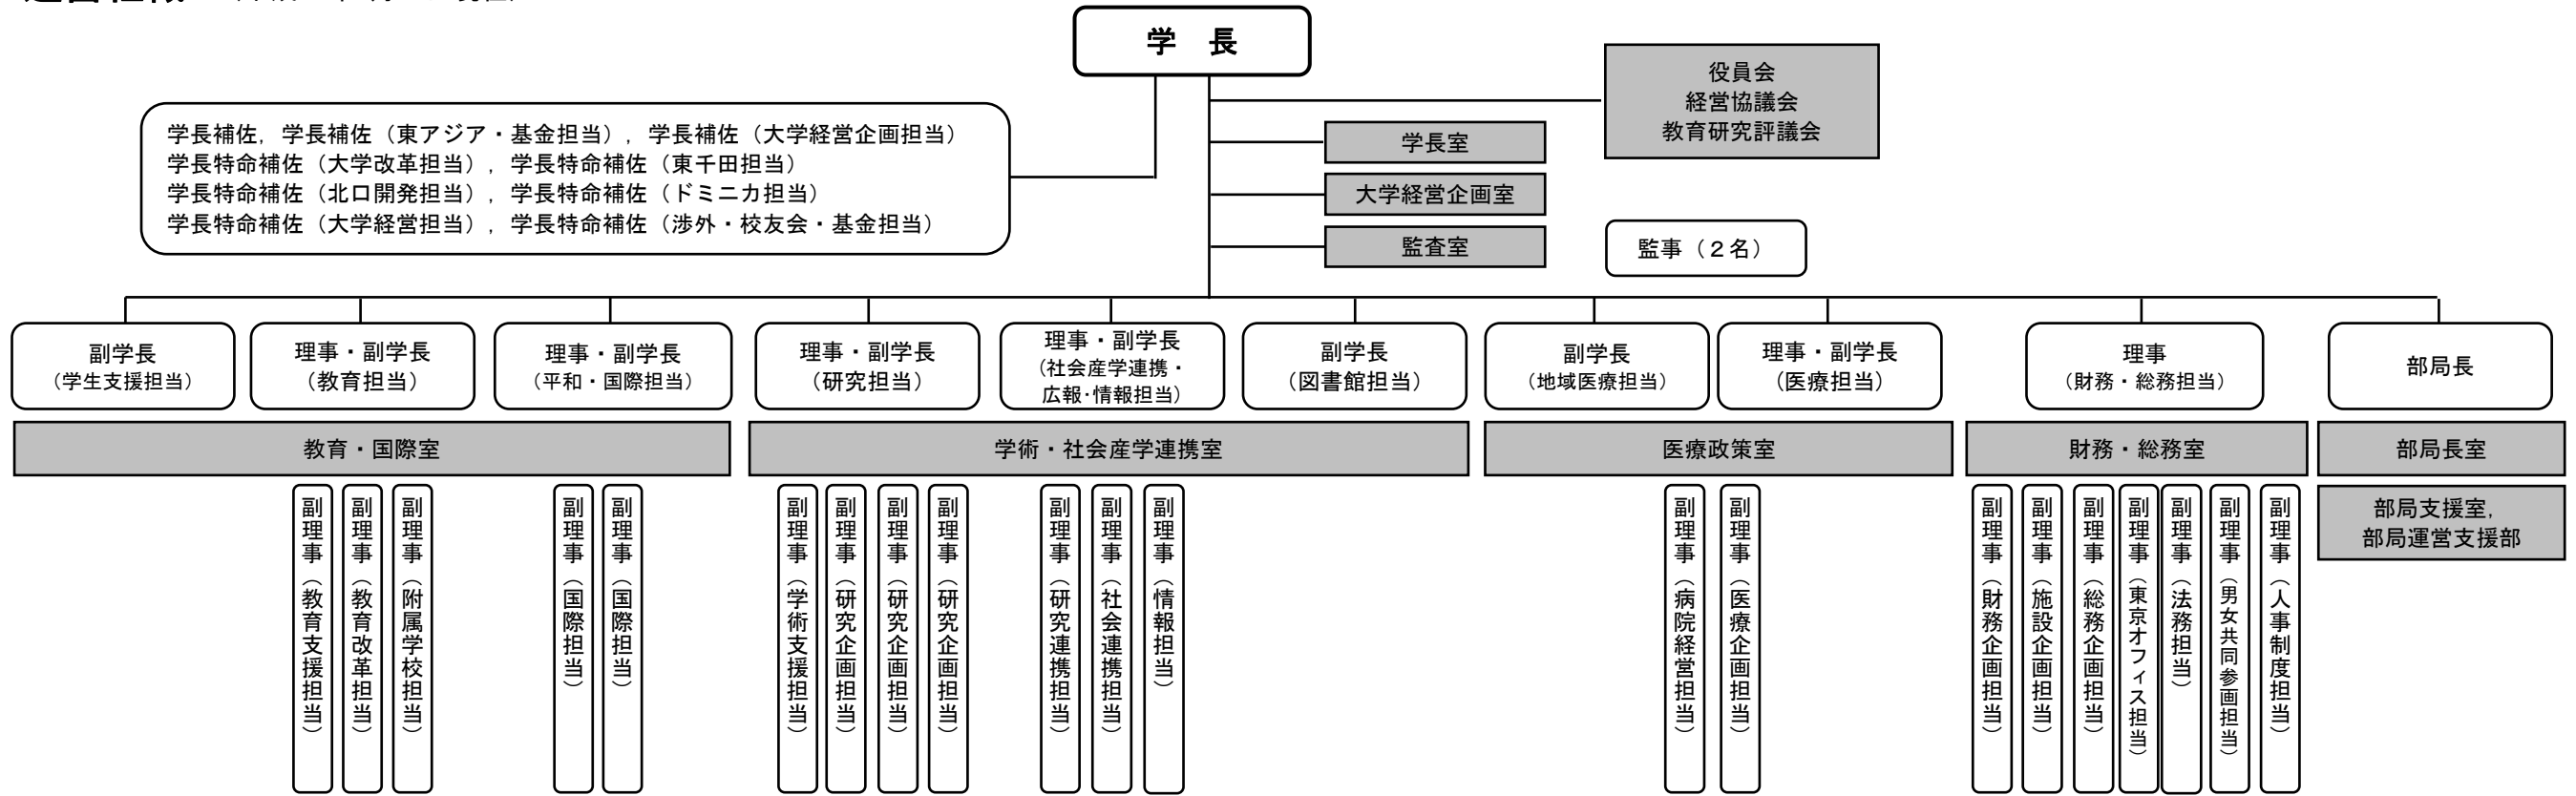 学　長
役員会
経営協議会
教育研究評議会
学長補佐，学長補佐（東アジア・基金担当），学長補佐（大学経営企画担当）
学長特命補佐（大学改革担当），学長特命補佐（東千田担当）
学長特命補佐（北口開発担当），学長特命補佐（ドミニカ担当）
学長特命補佐（大学経営担当），学長特命補佐（渉外・校友会・基金担当）
学長室
大学経営企画室
監査室
監事（２名）
副学長
（学生支援担当）
理事・副学長
（教育担当）
理事・副学長
（平和・国際担当）
理事・副学長
（研究担当）
理事・副学長
（社会産学連携・
広報･情報担当）
副学長
（図書館担当）
副学長
（地域医療担当）
理事・副学長
（医療担当）
理事
（財務・総務担当）
部局長
教育・国際室
学術・社会産学連携室
医療政策室
財務・総務室
部局長室
部局支援室，
部局運営支援部
副理事（教育支援担当）
副理事（教育改革担当）
副理事（附属学校担当）
副理事（国際担当）
副理事（国際担当）
副理事（学術支援担当）
副理事（研究企画担当）
副理事（研究企画担当）
副理事（研究企画担当）
副理事（研究連携担当）
副理事（社会連携担当）
副理事（情報担当）
副理事（病院経営担当）
副理事（医療企画担当）
副理事（財務企画担当）
副理事（施設企画担当）
副理事（総務企画担当）
副理事（東京オフィス担当）
副理事（法務担当）
副理事（男女共同参画担当）
副理事（人事制度担当）